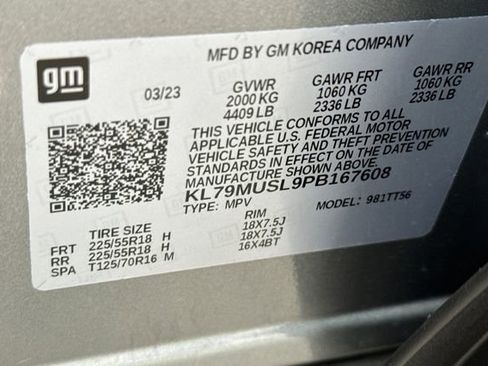 gm
MFD BY GM KOREA COMPANY
03/23 GVWR GAWR FRT GAWR RR
2000 KG 1060 KG 1060 KG
4409 LB 2336 LB 2336 LB
THIS VEHICLE CONFORMS TO ALL
APPLICABLE U.S. FEDERAL MOTOR
VEHICLE SAFETY AND THEFT PREVENTION
STANDARDS IN EFFECT ON THE DATE OF
MANUFACTURE SHOWN ABOVE.
KL79MUSL9PB167608
TYPE: MPV MODEL: 981TT56
TIRE SIZE RIM
FRT 225/55R18 H 18X7.5J
RR 225/55R18 H 18X7.5J
SPA T125/70R16 M 16X4BT